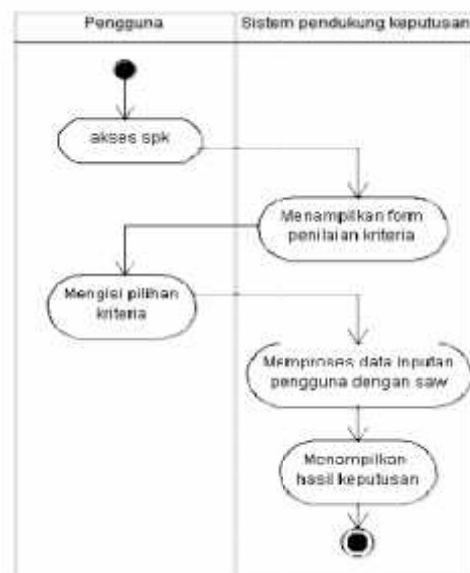 Pengguna
Sistem pendukung keputusan
akses spk
Menampilkan form
penilaian kriteria
Mengisi pilihan
kriteria
Memproses data inputan
pengguna dengan saw
Menampilkan
hasil keputusan